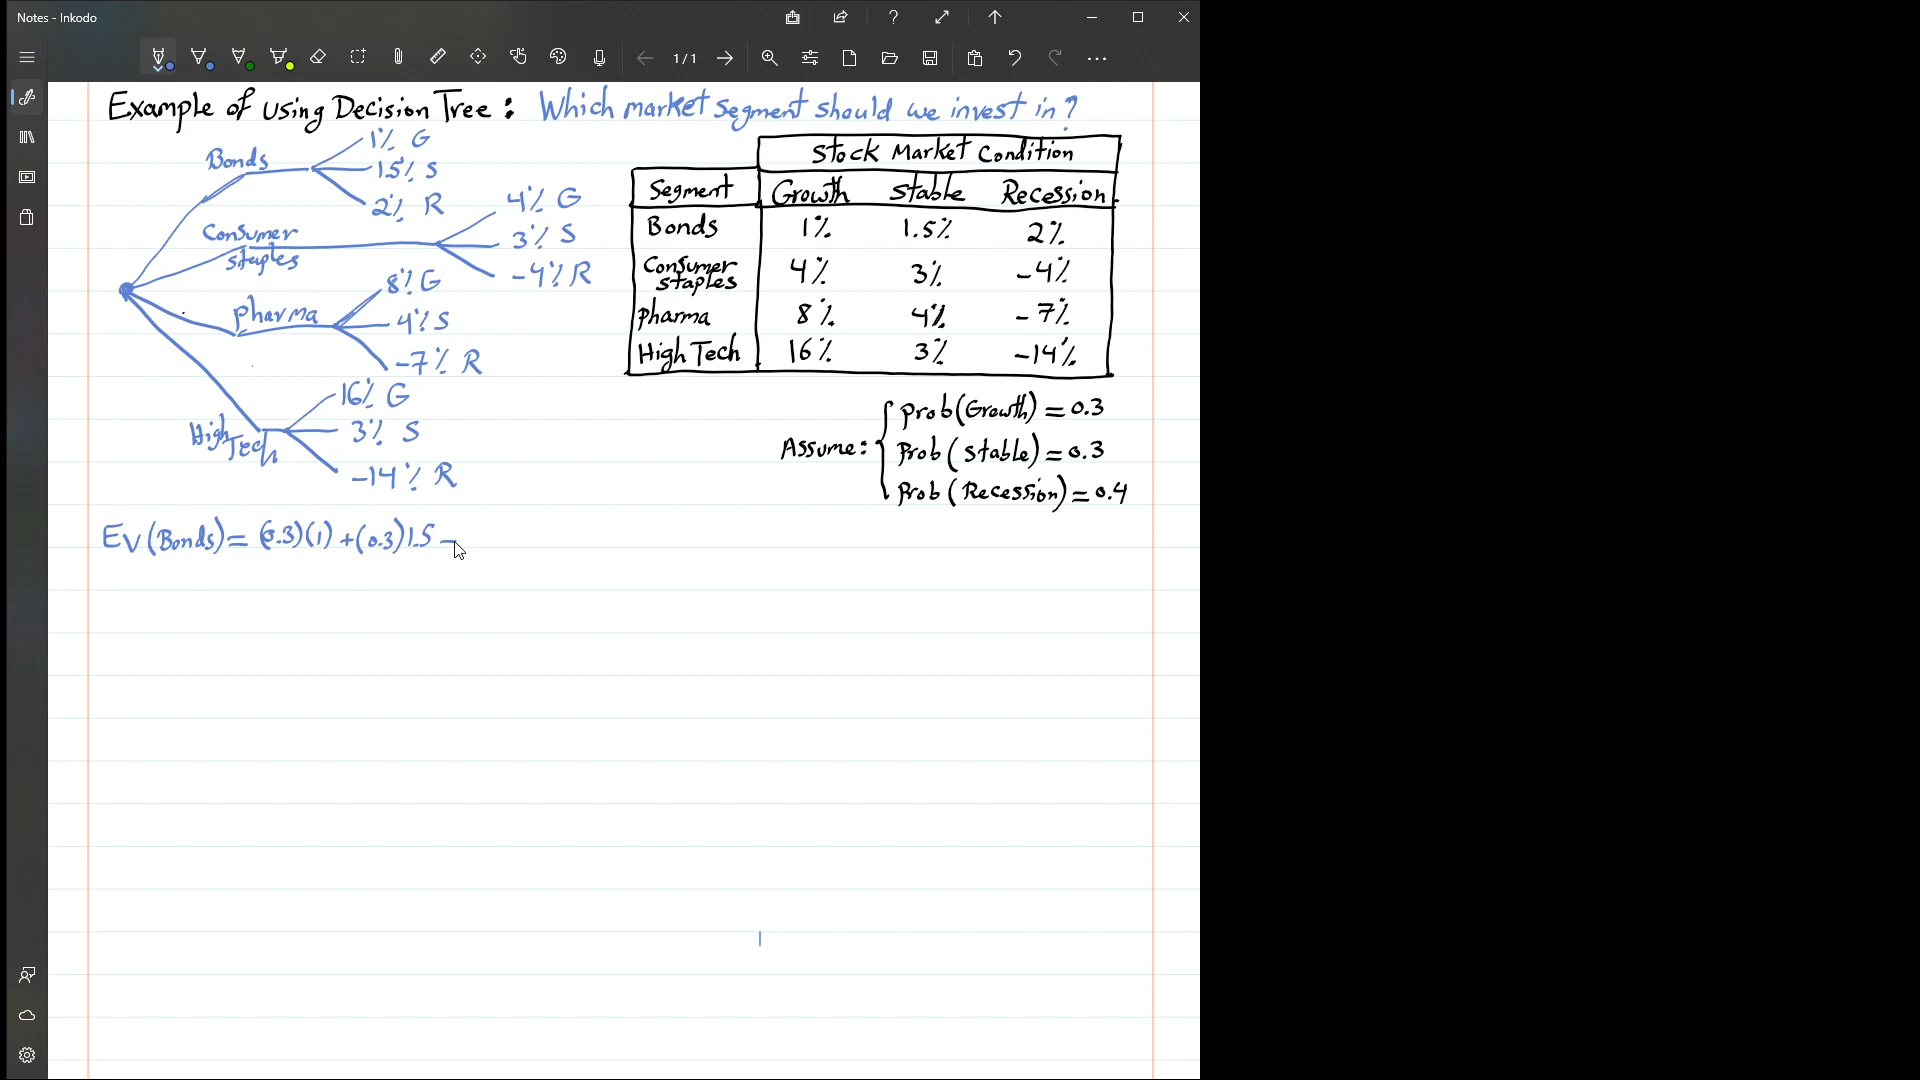 Notes - Inkodo
1/1
Example of using Decision Tree: Which market segment should we invest in?
Bonds
1% G
1.5% S
2% R
Consumer
staples
4% G
3% S
-4% R
Pharma
8% G
4% S
-7% R
High
Tech
16% G
3% S
-14% R
Stock Market Condition
Segment Growth Stable Recession
Bonds 1% 1.5% 2%
Consumer
staples 4% 3% -4%
Pharma 8% 4% -7%
High Tech 16% 3% -14%
Assume:
Prob(Growth) = 0.3
Prob(Stable) = 0.3
Prob(Recession) = 0.4
EV(Bonds) = (0.3)(1) + (0.3)1.5 -